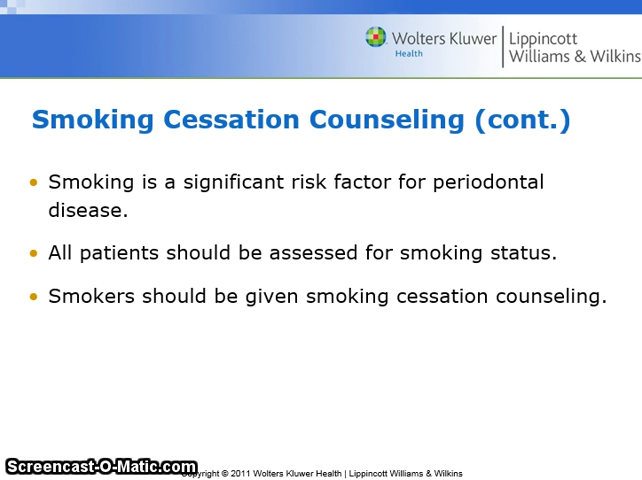 Wolters Kluwer
Health
Lippincott
Williams & Wilkins
Smoking Cessation Counseling (cont.)
• Smoking is a significant risk factor for periodontal
disease.
• All patients should be assessed for smoking status.
• Smokers should be given smoking cessation counseling.
Screencast-O-Matic.com
Copyright © 2011 Wolters Kluwer Health | Lippincott Williams & Wilkins